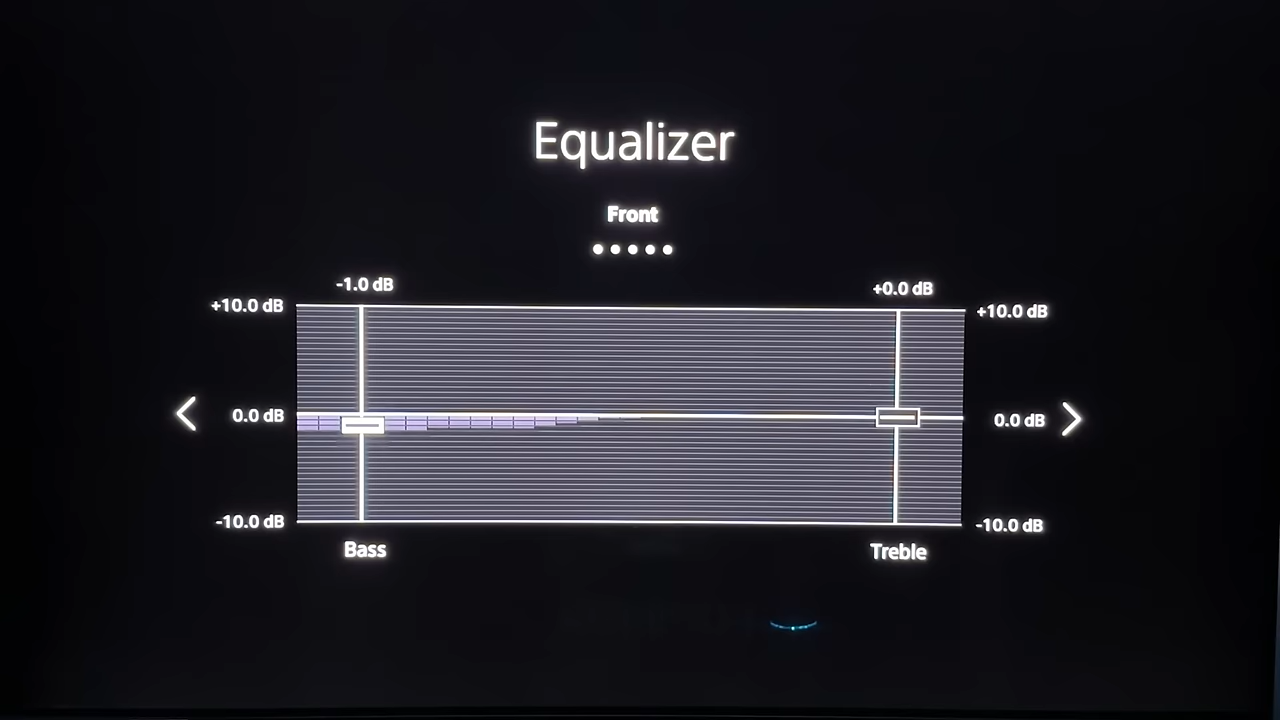 Equalizer
Front
-1.0 dB +0.0 dB
+10.0 dB +10.0 dB
0.0 dB 0.0 dB
-10.0 dB -10.0 dB
Bass Treble